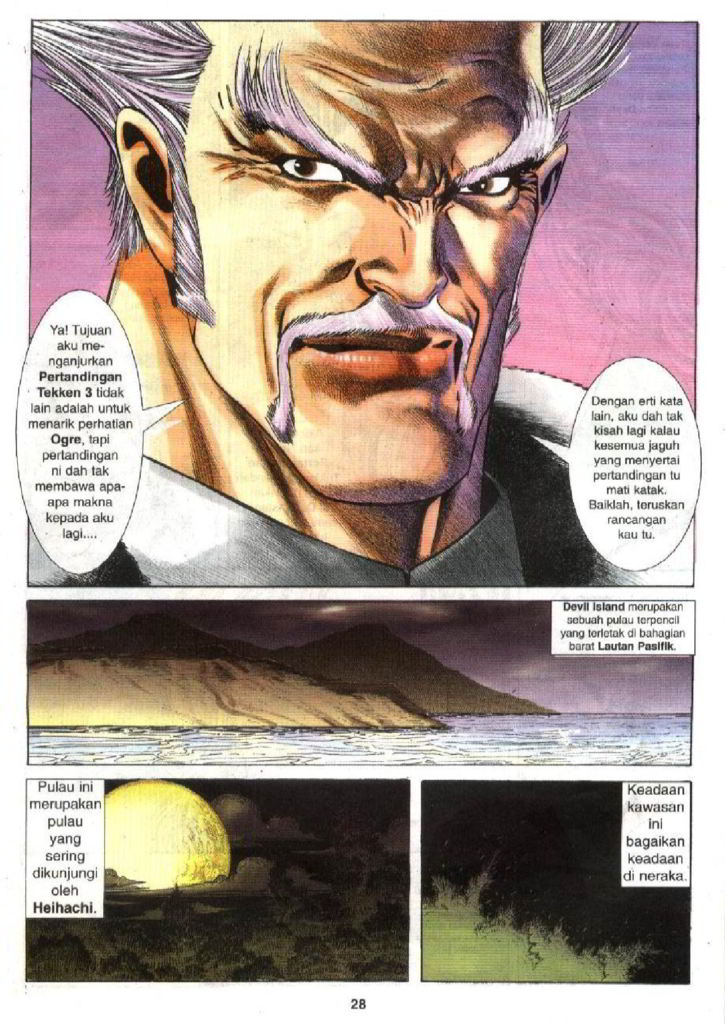 Ya! Tujuan
aku me-
nganjurkan
Pertandingan
Tekken 3 tidak
lain adalah untuk
menarik perhatian
Ogre, tapi
pertandingan
ni dah tak
membawa apa-
apa makna
kepada aku
lagi....
Dengan erti kata
lain, aku dah tak
kisah lagi kalau
kesemua jaguh
yang menyertai
pertandingan tu
mati katak.
Baiklah, teruskan
rancangan
kau tu.
Devil Island merupakan
sebuah pulau terpencil
yang terletak di bahagian
barat Lautan Pasifik.
Pulau ini
merupakan
pulau
yang
sering
dikunjungi
oleh
Heihachi.
Keadaan
kawasan
ini
bagaikan
keadaan
di neraka.
28